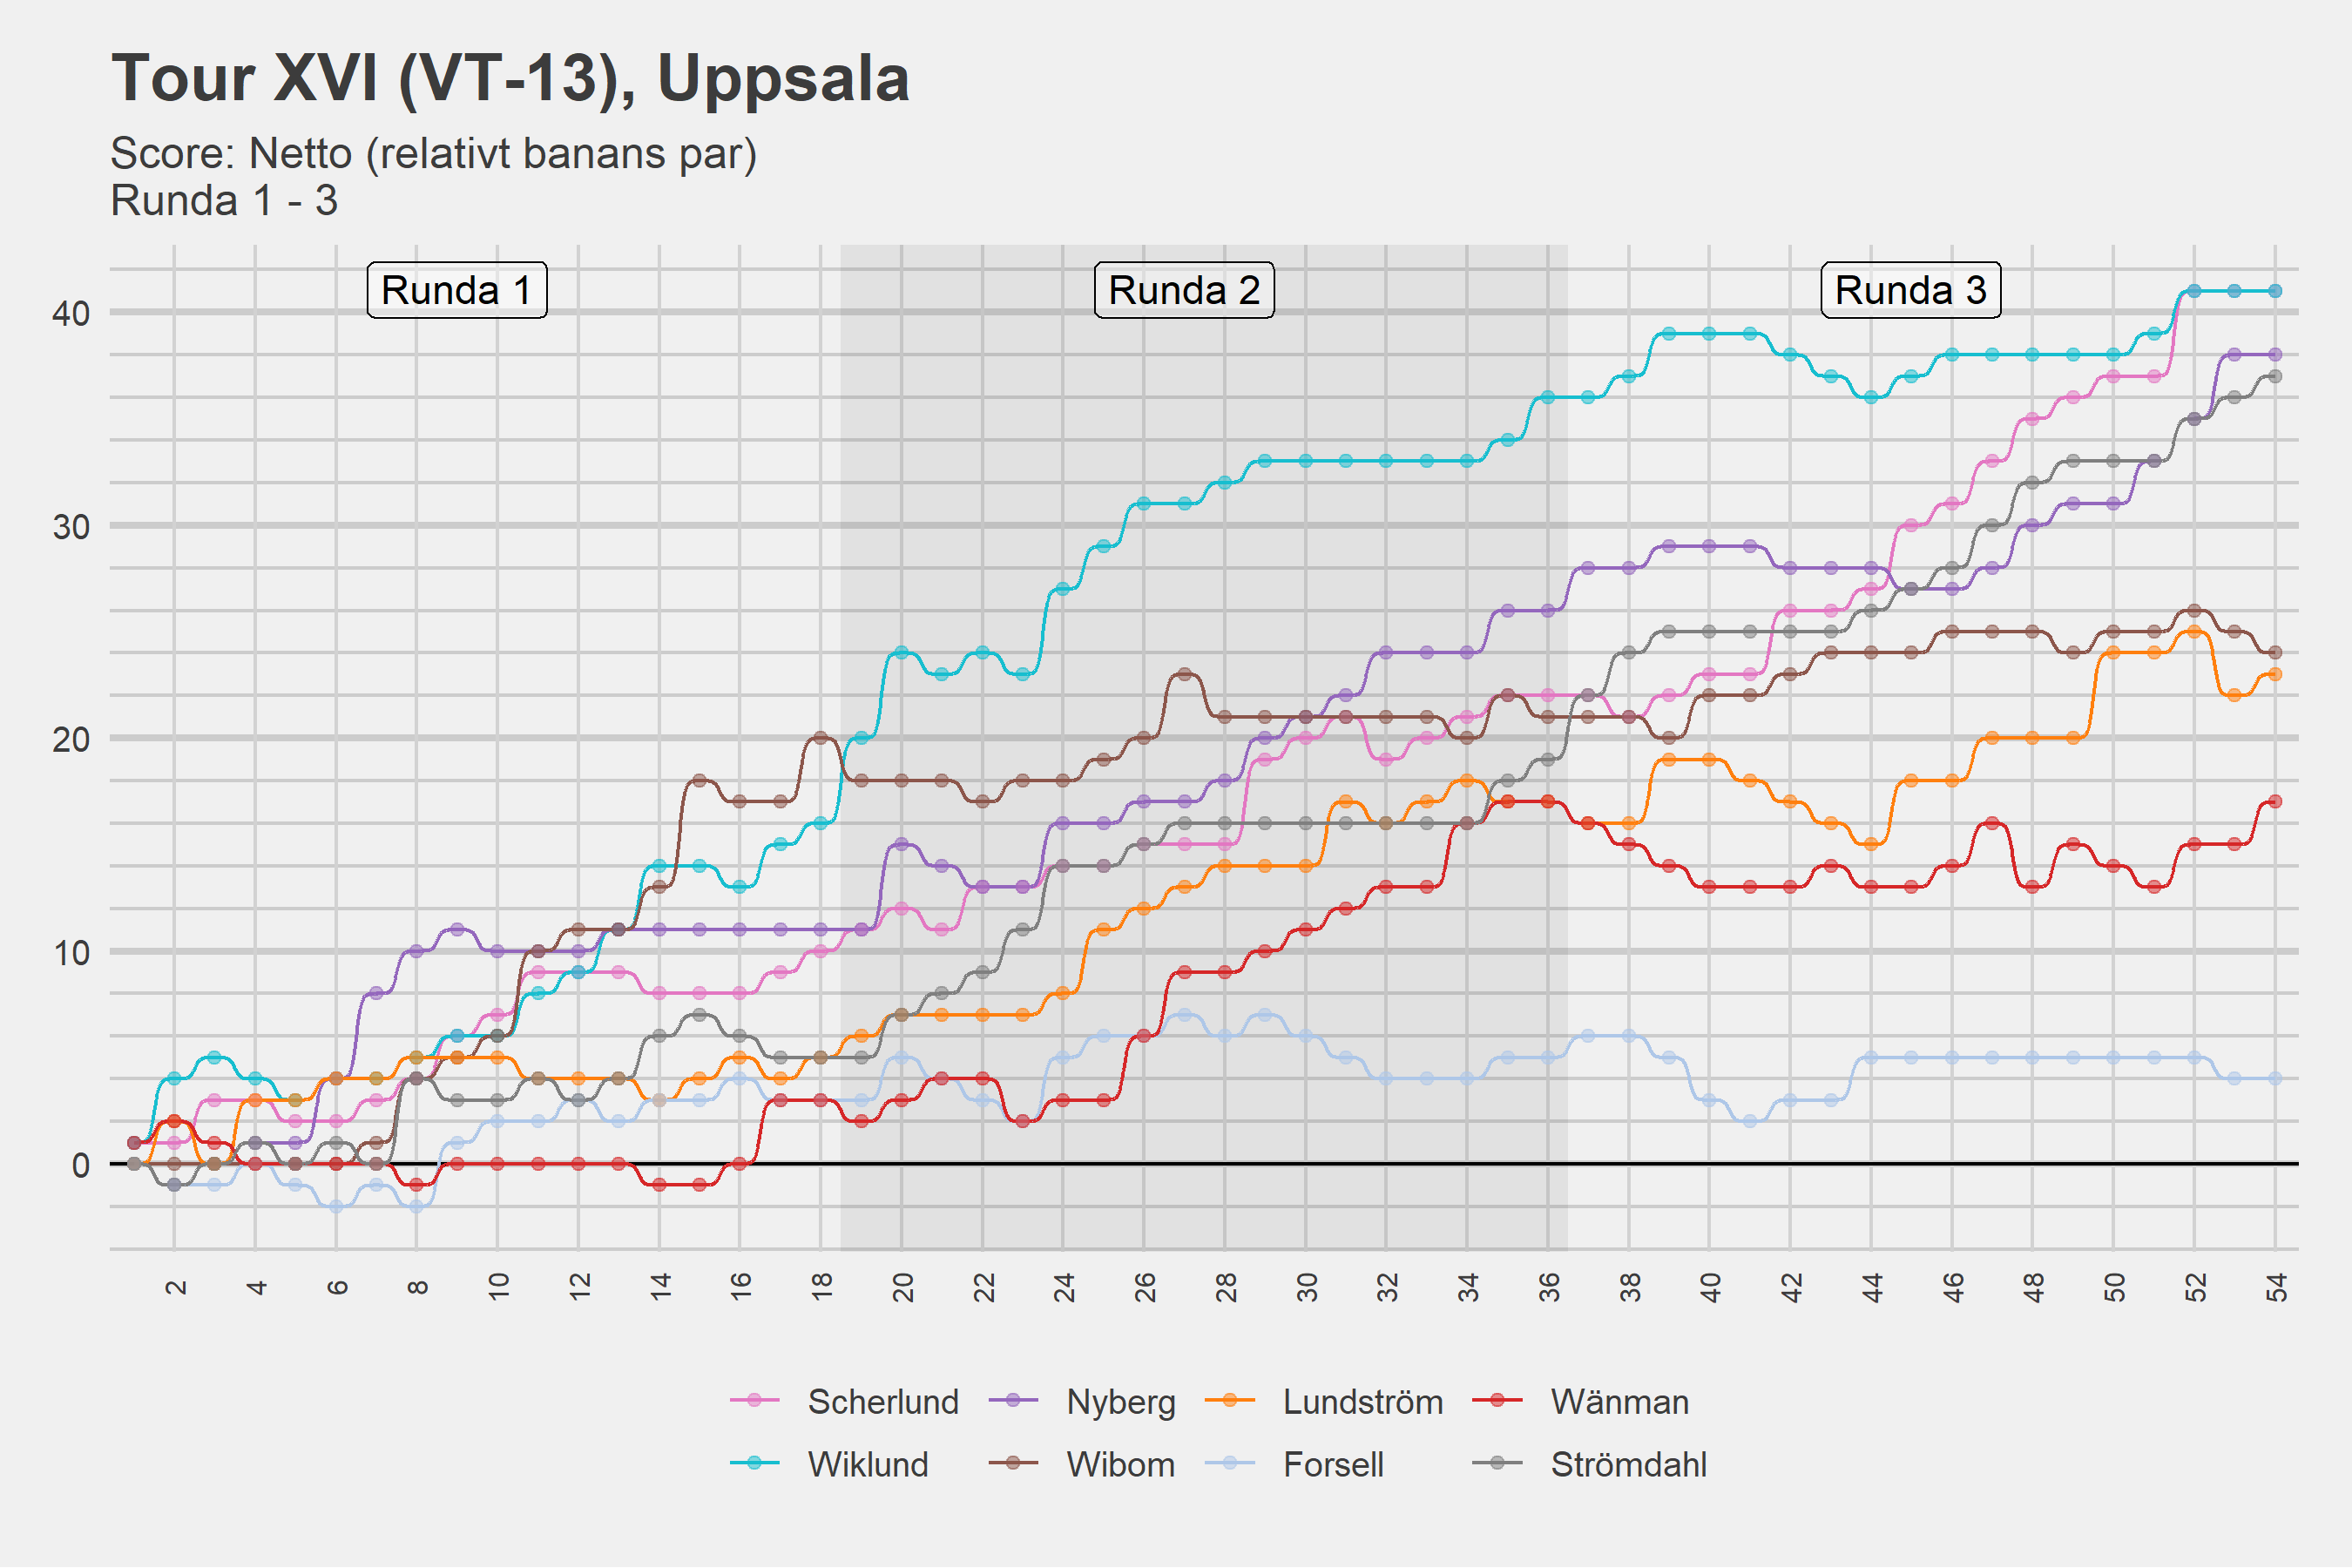 Tour XVI (VT-13), Uppsala
Score: Netto (relativt banans par)
Runda 1 - 3
Runda 1 Runda 2 Runda 3
40
30
20
10
0
2 4 6 8 10 12 14 16 18 20 22 24 26 28 30 32 34 36 38 40 42 44 46 48 50 52 54
Scherlund Nyberg Lundström Wänman
Wiklund Wibom Forsell Strömdahl